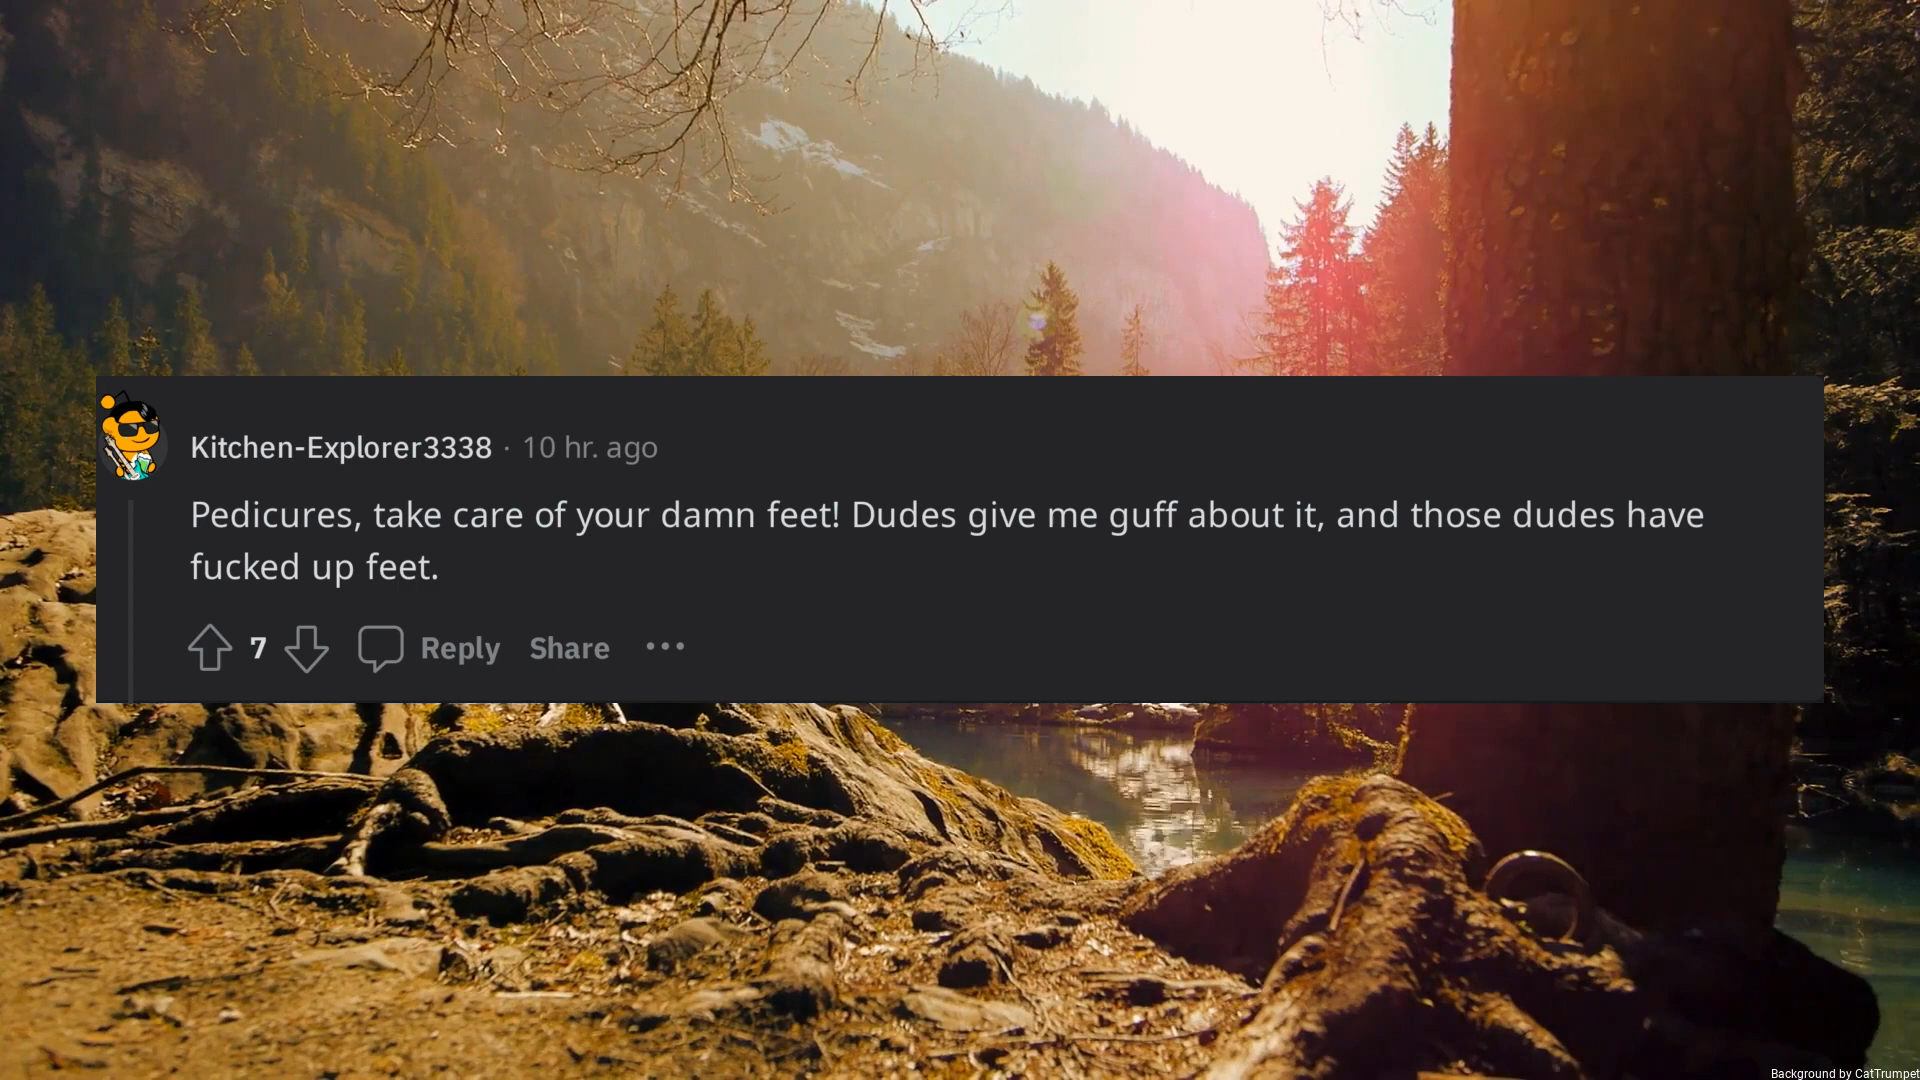 Kitchen-Explorer3338 · 10 hr. ago
Pedicures, take care of your damn feet! Dudes give me guff about it, and those dudes have
fucked up feet.
7 Reply Share ···
Background by CatTrumpet